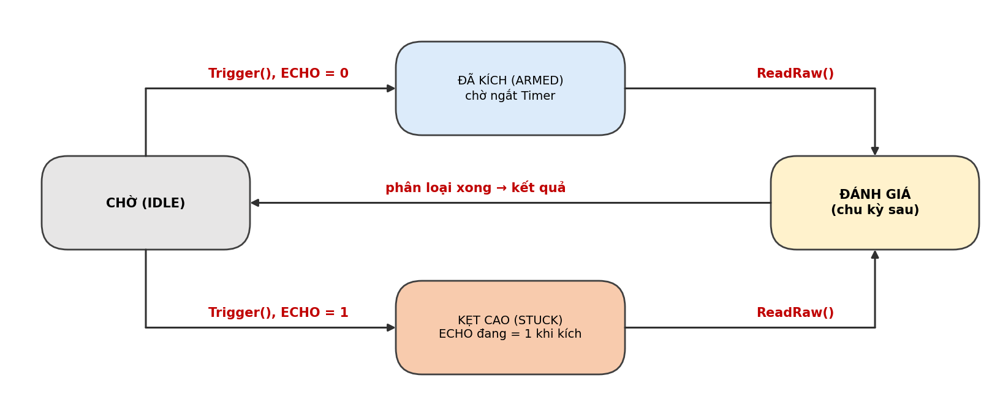 Trigger(), ECHO = 0
ĐÃ KÍCH (ARMED)
chờ ngắt Timer
ReadRaw()
CHỜ (IDLE)
phân loại xong → kết quả
ĐÁNH GIÁ
(chu kỳ sau)
Trigger(), ECHO = 1
KẸT CAO (STUCK)
ECHO đang = 1 khi kích
ReadRaw()